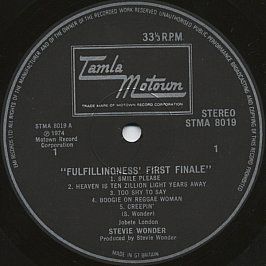 33⅓ RPM
Tamla
Motown
TRADE MARK OF MOTOWN RECORD CORPORATION
STMA 8019 A
℗ 1974
Motown Record
Corporation
1
STEREO
STMA 8019
1
"FULFILLINGNESS' FIRST FINALE"
1. SMILE PLEASE
2. HEAVEN IS TEN ZILLION LIGHT YEARS AWAY
3. TOO SHY TO SAY
4. BOOGIE ON REGGAE WOMAN
5. CREEPIN'
(S. Wonder)
Jobete London
STEVIE WONDER
Produced by Stevie Wonder
MADE IN GT BRITAIN